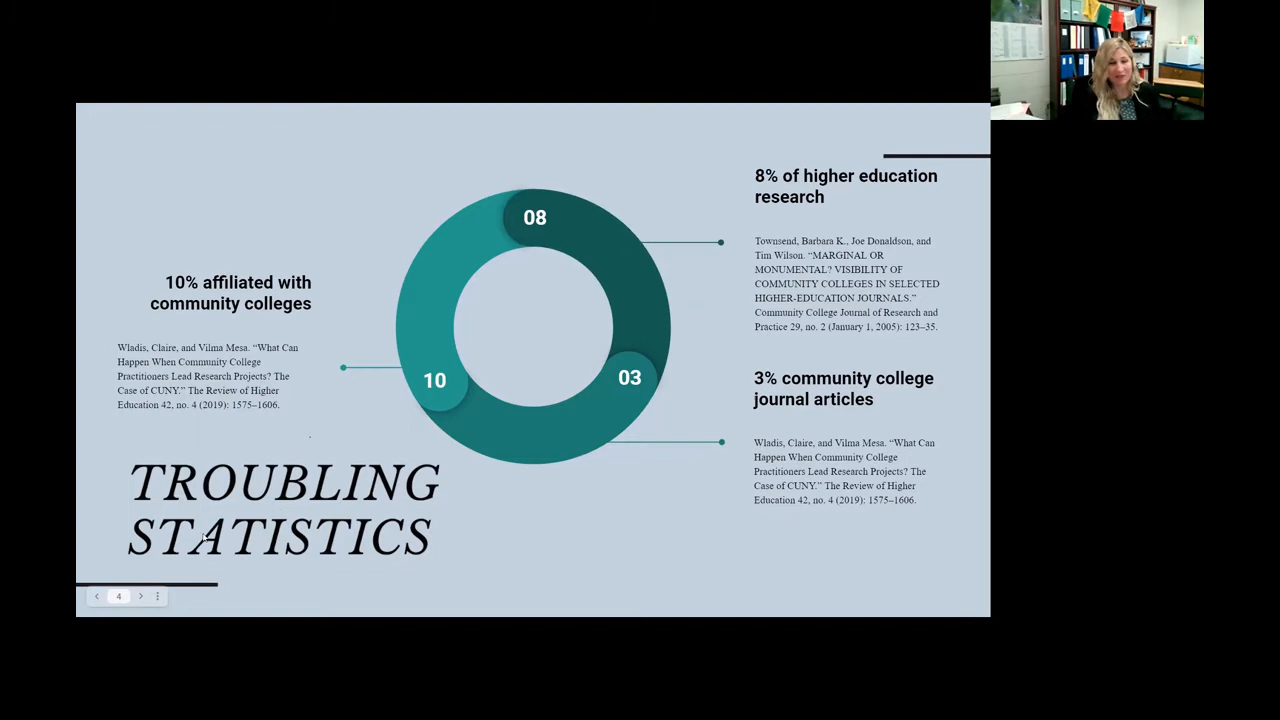 08
10
03
8% of higher education
research
Townsend, Barbara K., Joe Donaldson, and
Tim Wilson. “MARGINAL OR
MONUMENTAL? VISIBILITY OF
COMMUNITY COLLEGES IN SELECTED
HIGHER-EDUCATION JOURNALS.”
Community College Journal of Research and
Practice 29, no. 2 (January 1, 2005): 123–35.
10% affiliated with
community colleges
Wladis, Claire, and Vilma Mesa. “What Can
Happen When Community College
Practitioners Lead Research Projects? The
Case of CUNY.” The Review of Higher
Education 42, no. 4 (2019): 1575–1606.
3% community college
journal articles
Wladis, Claire, and Vilma Mesa. “What Can
Happen When Community College
Practitioners Lead Research Projects? The
Case of CUNY.” The Review of Higher
Education 42, no. 4 (2019): 1575–1606.
TROUBLING
STATISTICS
4